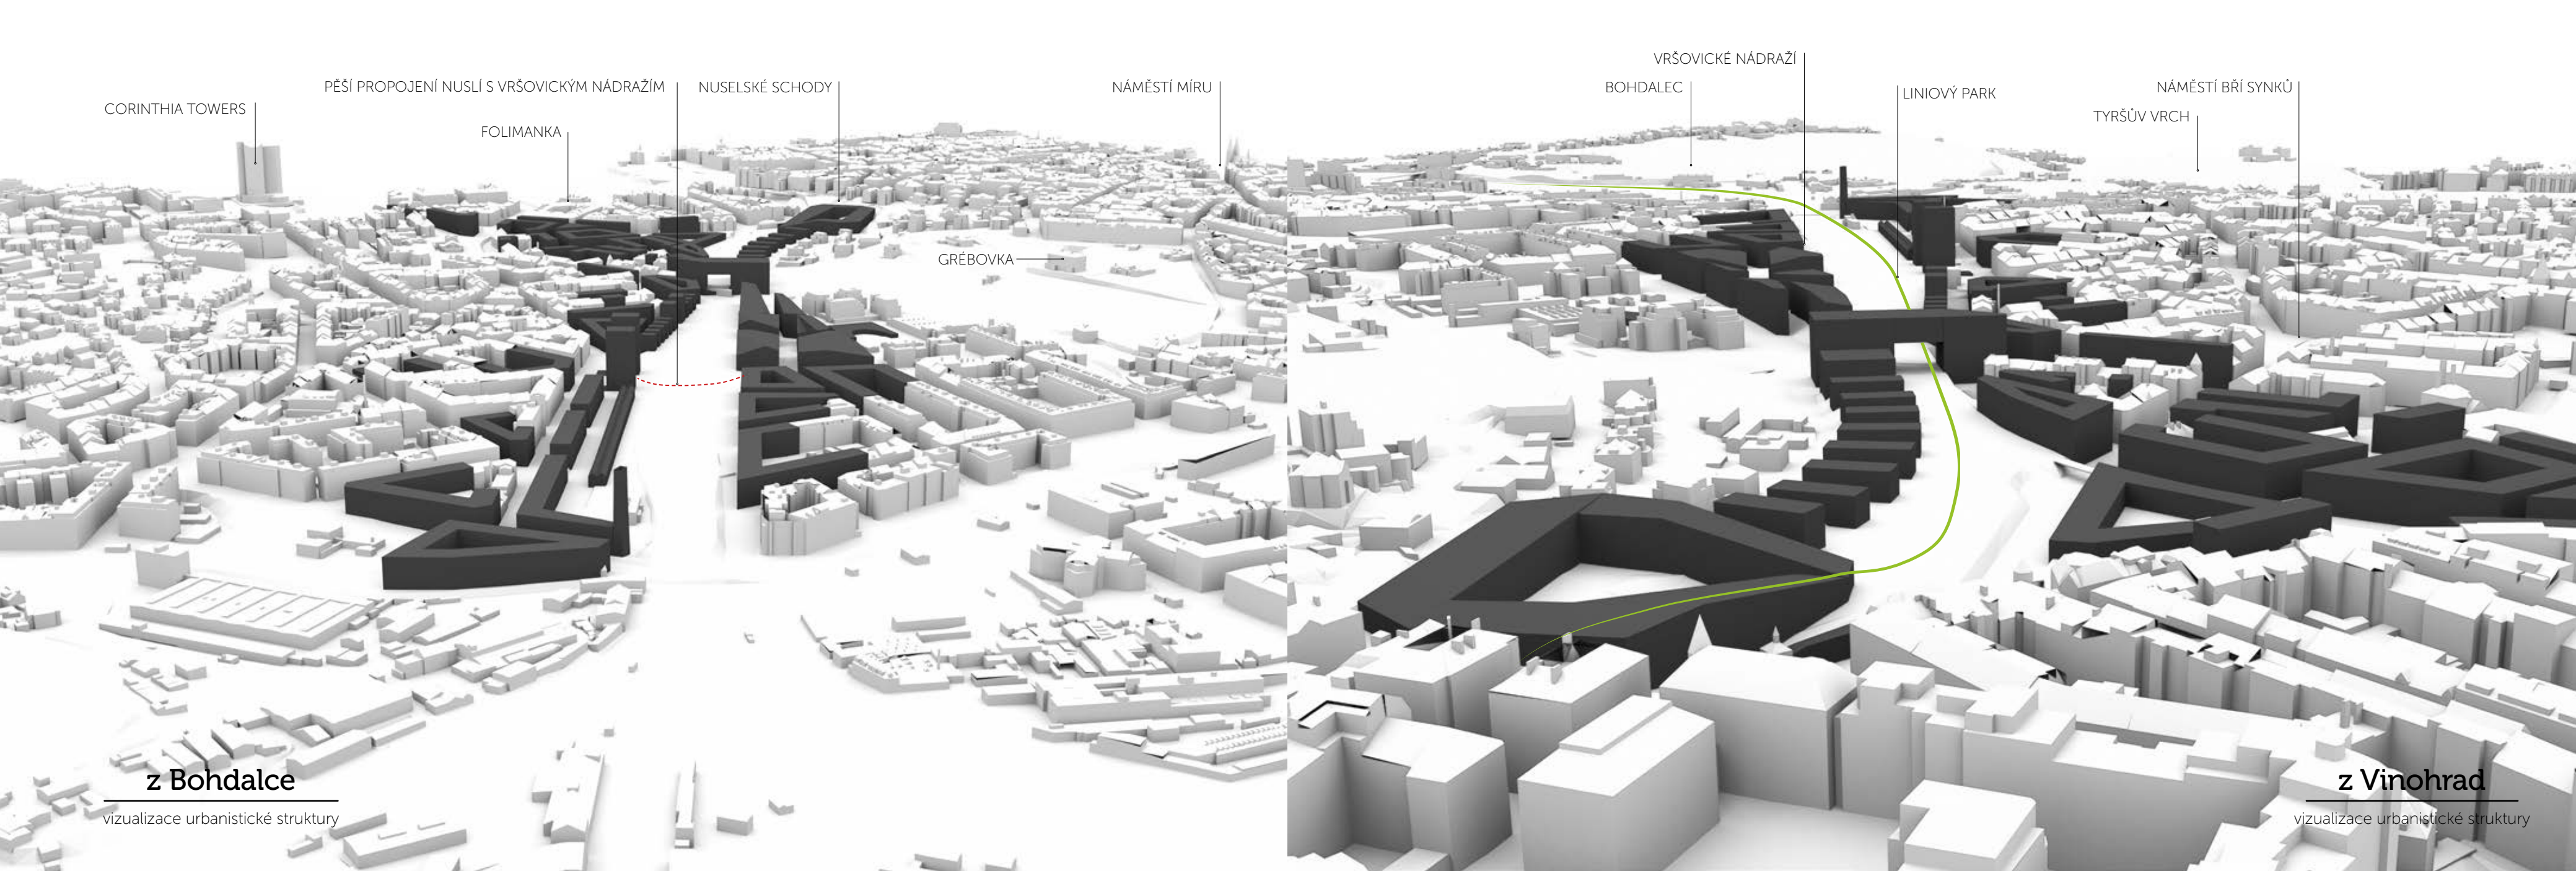 CORINTHIA TOWERS
PĚŠÍ PROPOJENÍ NUSLÍ S VRŠOVICKÝM NÁDRAŽÍM
FOLIMANKA
NUSELSKÉ SCHODY
NÁMĚSTÍ MÍRU
GRÉBOVKA
z Bohdalce
vizualizace urbanistické struktury
VRŠOVICKÉ NÁDRAŽÍ
BOHDALEC
LINIOVÝ PARK
NÁMĚSTÍ BŘÍ SYNKŮ
TYRŠŮV VRCH
z Vinohrad
vizualizace urbanistické struktury